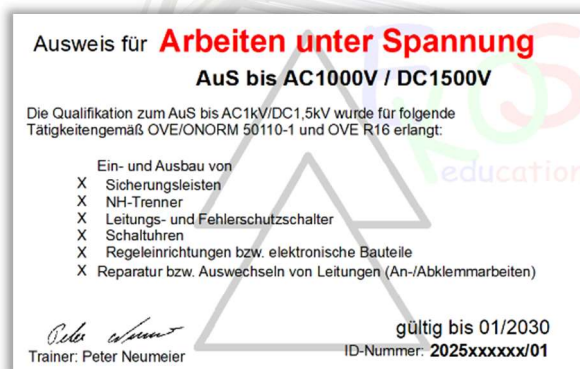 Ausweis für Arbeiten unter Spannung
AuS bis AC1000V / DC1500V
Die Qualifikation zum AuS bis AC1kV/DC1,5kV wurde für folgende
Tätigkeitengemäß OVE/ONORM 50110-1 und OVE R16 erlangt:
Ein- und Ausbau von
X Sicherungsleisten
X NH-Trenner
X Leitungs- und Fehlerschutzschalter
X Schaltuhren
X Regeleinrichtungen bzw. elektronische Bauteile
X Reparatur bzw. Auswechseln von Leitungen (An-/Abklemmarbeiten)
gültig bis 01/2030
Trainer: Peter Neumeier
ID-Nummer: 2025xxxxxx/01
education